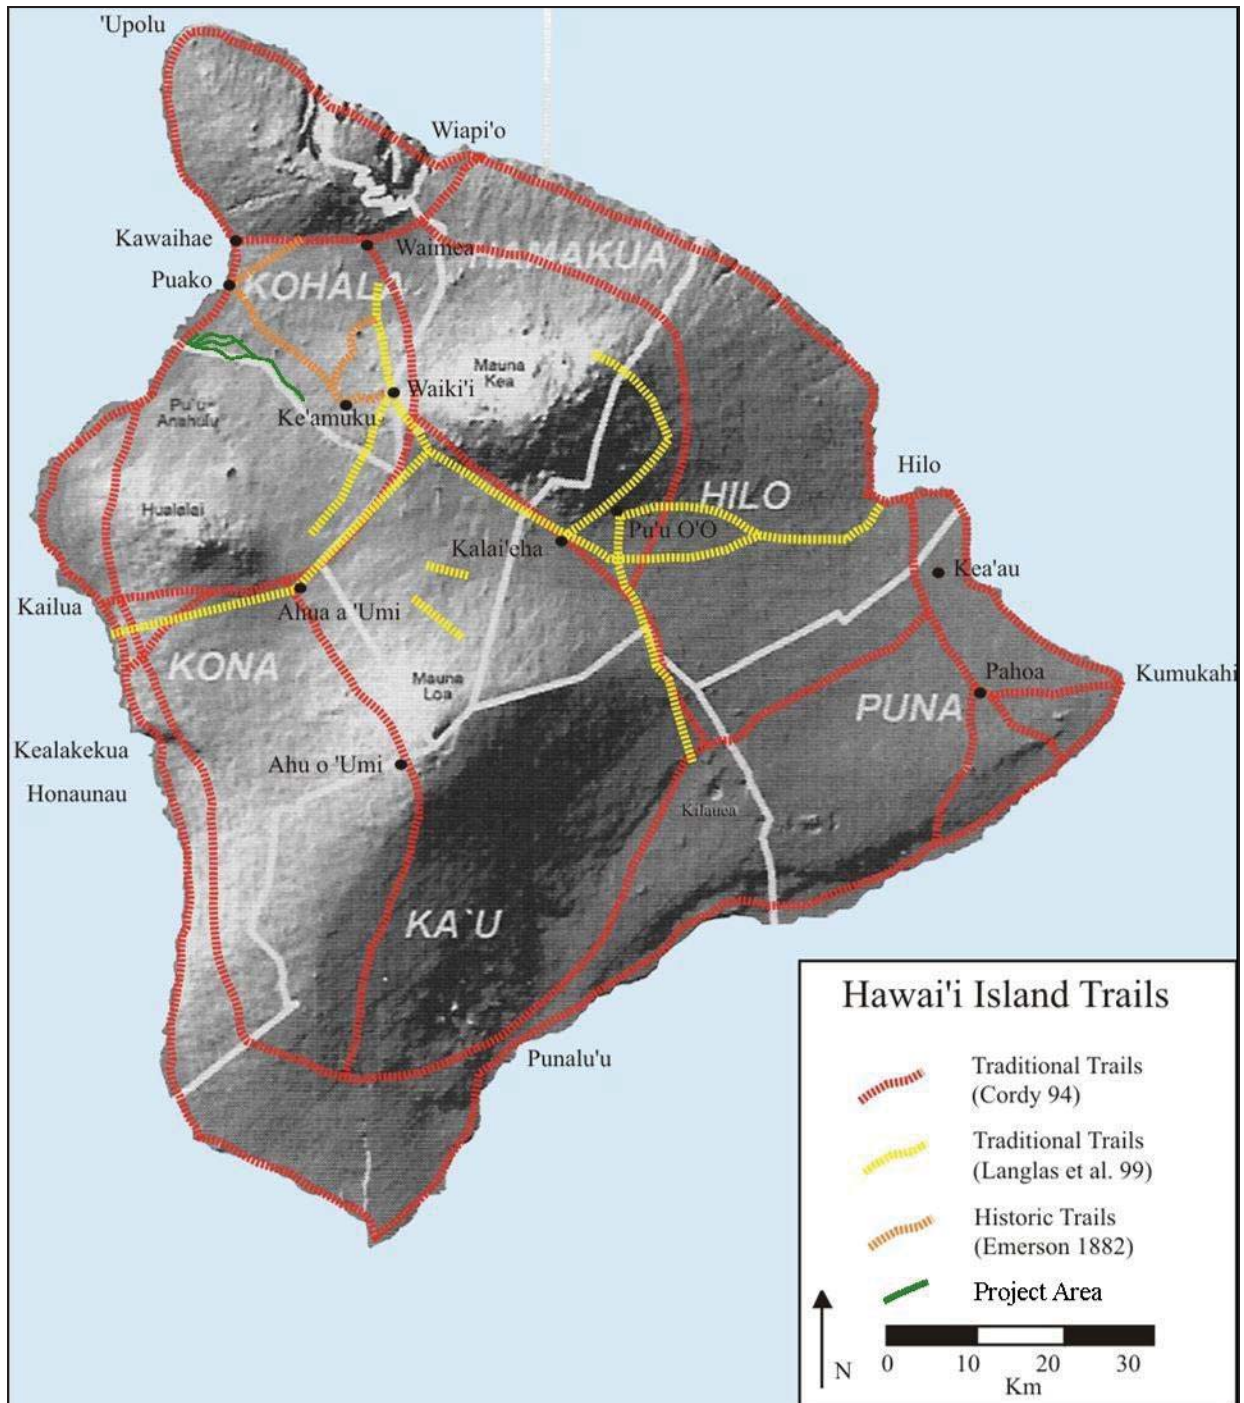 'Upolu
Wiapi'o
Kawaihae
Waimea
HAMAKUA
Puako
KOHALA
Mauna
Kea
Waiki'i
Pu'u
Anahulu
Ke'amuku
Hilo
HILO
Hualalai
Pu'u O'O
Kalai'eha
Kea'au
Kailua
Ahua a 'Umi
KONA
Mauna
Loa
Pahoa
Kumukahi
PUNA
Kealakekua
Ahu o 'Umi
Honaunau
Kilauea
KA`U
Punalu'u
Hawai'i Island Trails
Traditional Trails
(Cordy 94)
Traditional Trails
(Langlas et al. 99)
Historic Trails
(Emerson 1882)
Project Area
N
0 10 20 30
Km